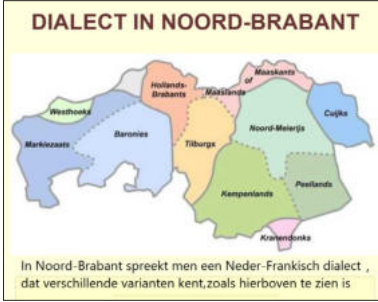 DIALECT IN NOORD-BRABANT
Maaskants
of
Maaslands
Hollands-
Brabants
Westhoeks
Cuijks
Noord-Meierijs
Baronies
Markiezaats
Tilburgs
Peellands
Kempenlands
Kranendonks
In Noord-Brabant spreekt men een Neder-Frankisch dialect ,
dat verschillende varianten kent,zoals hierboven te zien is